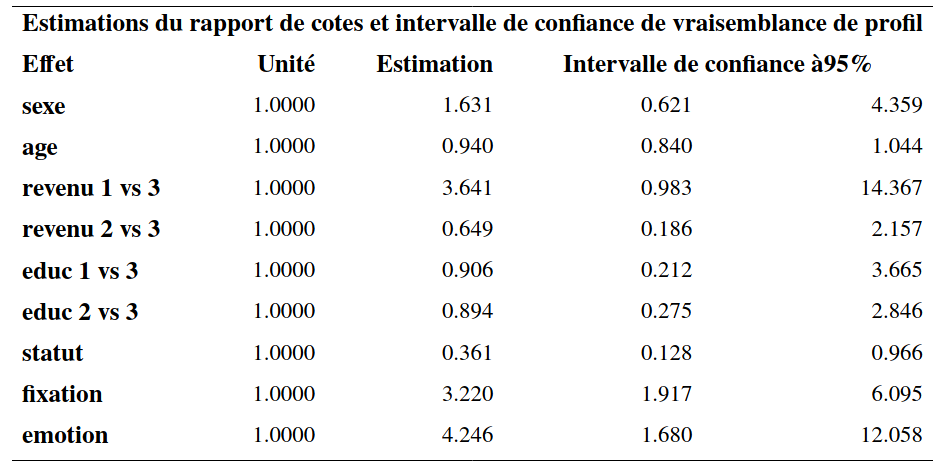 Estimations du rapport de cotes et intervalle de confiance de vraisemblance de profil
Effet Unité Estimation Intervalle de confiance à95%
sexe 1.0000 1.631 0.621 4.359
age 1.0000 0.940 0.840 1.044
revenu 1 vs 3 1.0000 3.641 0.983 14.367
revenu 2 vs 3 1.0000 0.649 0.186 2.157
educ 1 vs 3 1.0000 0.906 0.212 3.665
educ 2 vs 3 1.0000 0.894 0.275 2.846
statut 1.0000 0.361 0.128 0.966
fixation 1.0000 3.220 1.917 6.095
emotion 1.0000 4.246 1.680 12.058